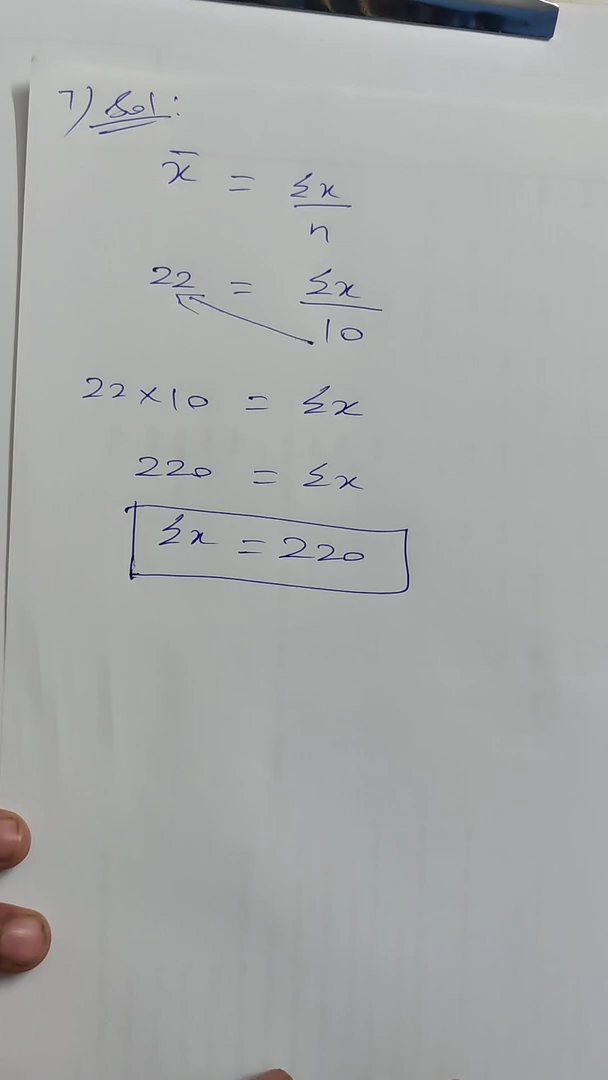 7) Sol:
x̄ = Σx/n
22 = Σx/10
22 × 10 = Σx
220 = Σx
Σx = 220